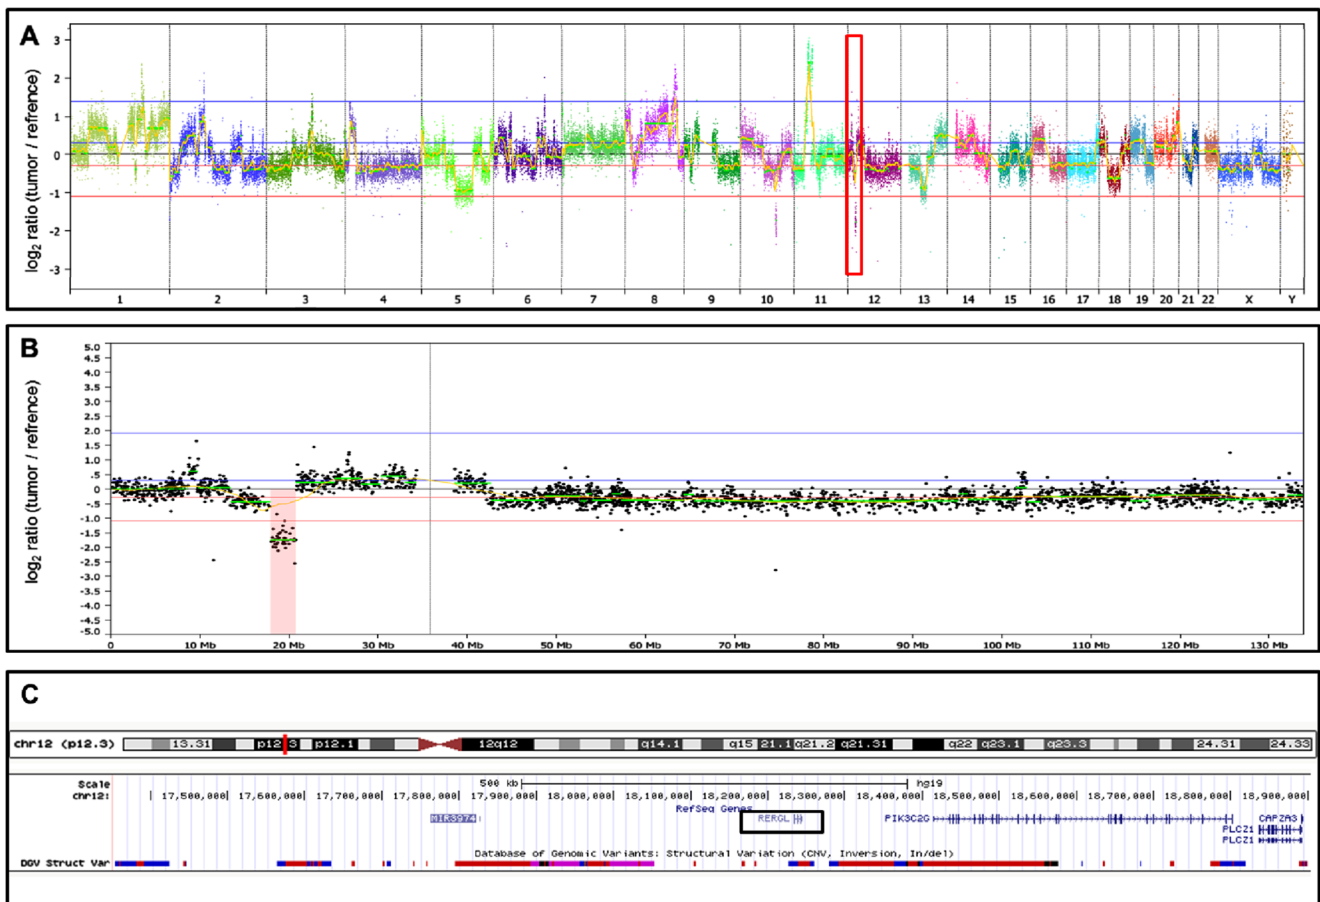 A
log2 ratio (tumor / refrence)
3
2
1
0
-1
-2
-3
1 2 3 4 5 6 7 8 9 10 11 12 13 14 15 16 17 18 19 20 21 22 X Y
B
log2 ratio (tumor / refrence)
5.0
4.5
4.0
3.5
3.0
2.5
2.0
1.5
1.0
.5
0
-.5
-1.0
-1.5
-2.0
-2.5
-3.0
-3.5
-4.0
-4.5
-5.0
0 10 Mb 20 Mb 30 Mb 40 Mb 50 Mb 60 Mb 70 Mb 80 Mb 90 Mb 100 Mb 110 Mb 120 Mb 130 Mb
C
chr12 (p12.3) 13.31 p12.3 p12.1 12q12 q14.1 q15 21.1 q21.2 q21.31 q22 q23.1 q23.3 24.31 24.33
Scale 500 kb hg19
chr12: 17,500,000 17,600,000 17,700,000 17,800,000 17,900,000 18,000,000 18,100,000 18,200,000 18,300,000 18,400,000 18,500,000 18,600,000 18,700,000 18,800,000 18,900,000
RefSeq Genes
MIR3974 RERGL PIK3C2G CAPZA3
PLCZ1
PLCZ1
Database of Genomic Variants: Structural Variation (CNV, Inversion, In/del)
DGV Struct Var